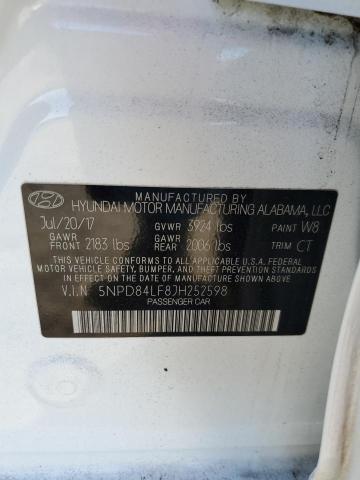 MANUFACTURED BY
HYUNDAI MOTOR MANUFACTURING ALABAMA, LLC
Jul/20/17 GVWR 3924 lbs PAINT W8
GAWR FRONT 2183 lbs GAWR REAR 2006 lbs TRIM CT
THIS VEHICLE CONFORMS TO ALL APPLICABLE U.S. FEDERAL
MOTOR VEHICLE SAFETY, BUMPER, AND THEFT PREVENTION STANDARDS
IN EFFECT ON THE DATE OF MANUFACTURE SHOWN ABOVE.
V.I.N: 5NPD84LF8JH252598
PASSENGER CAR